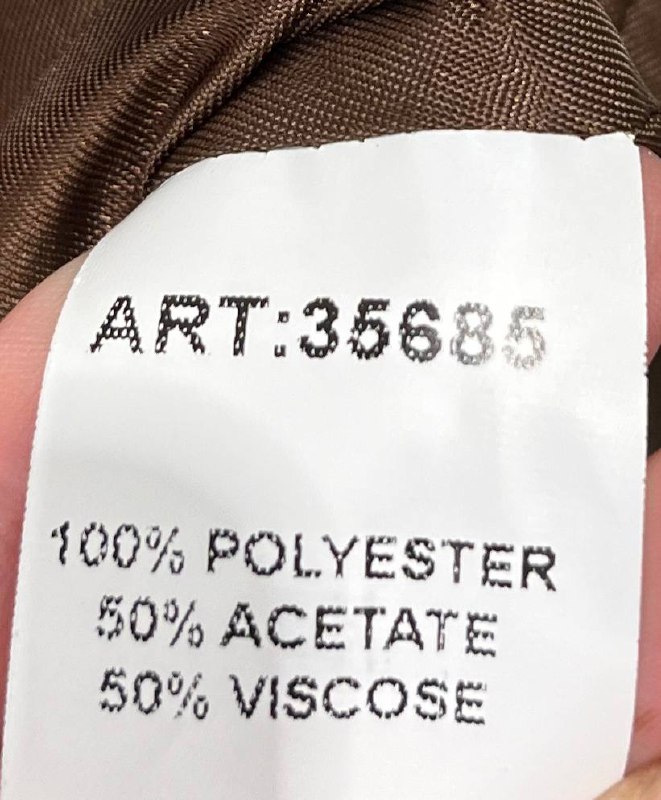 ART:35685
100% POLYESTER
50% ACETATE
50% VISCOSE